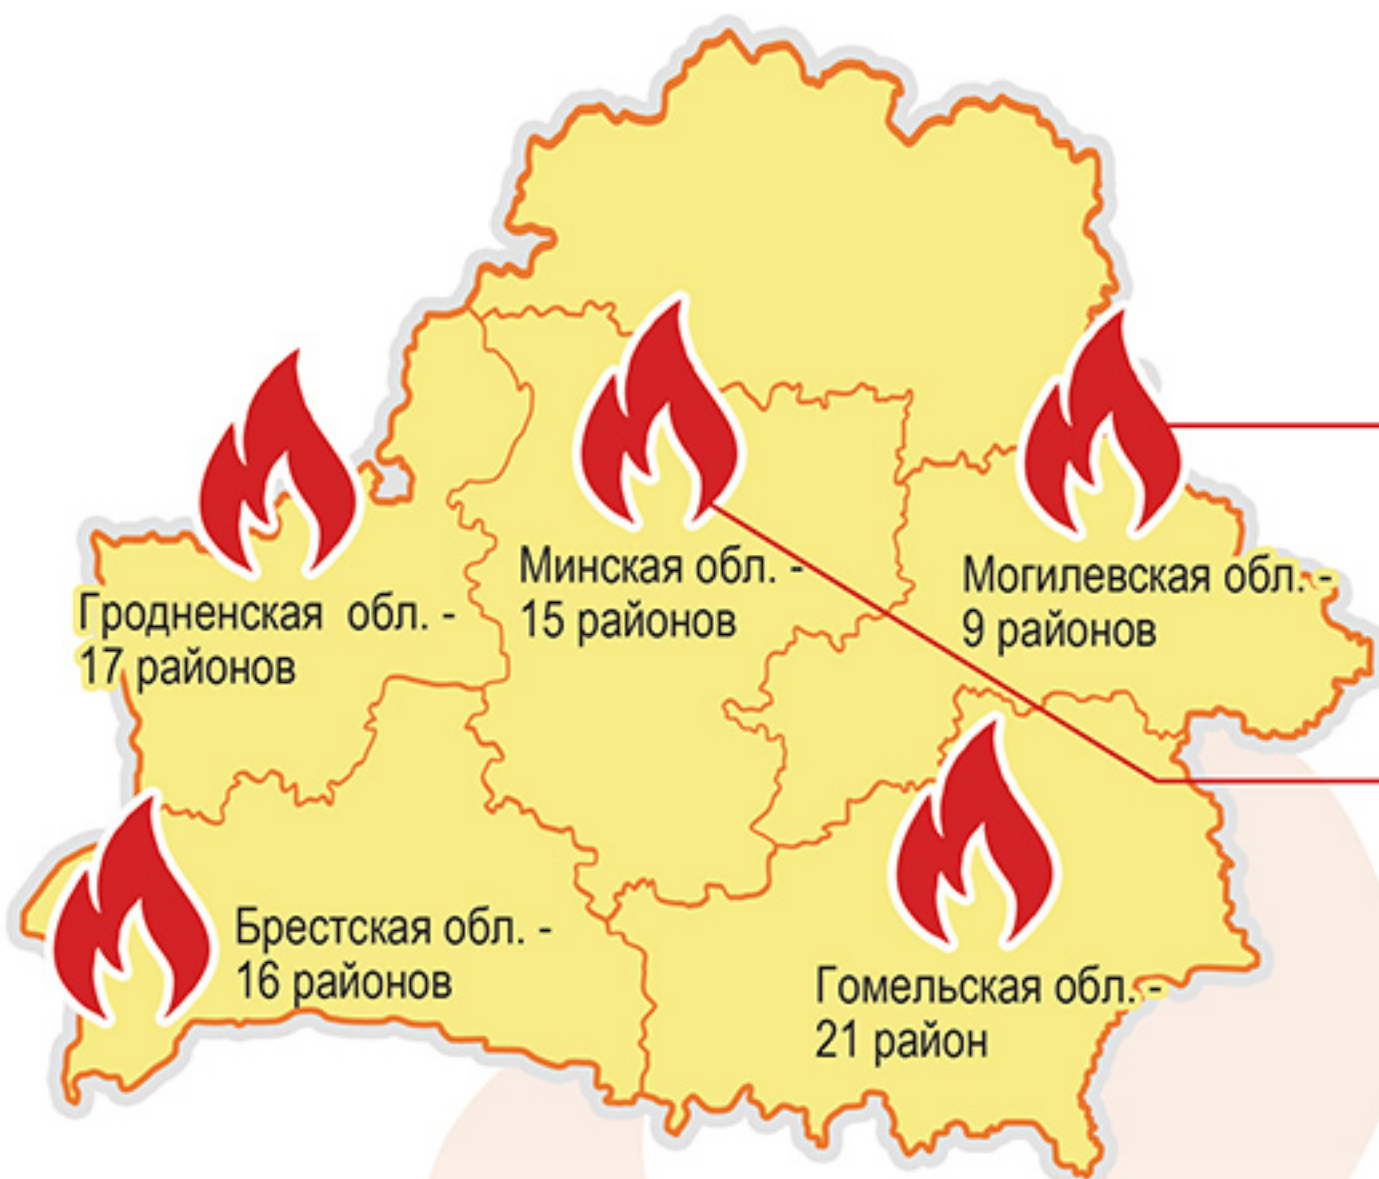 Гродненская обл. -
17 районов
Минская обл. -
15 районов
Могилевская обл. -
9 районов
Брестская обл. -
16 районов
Гомельская обл. -
21 район